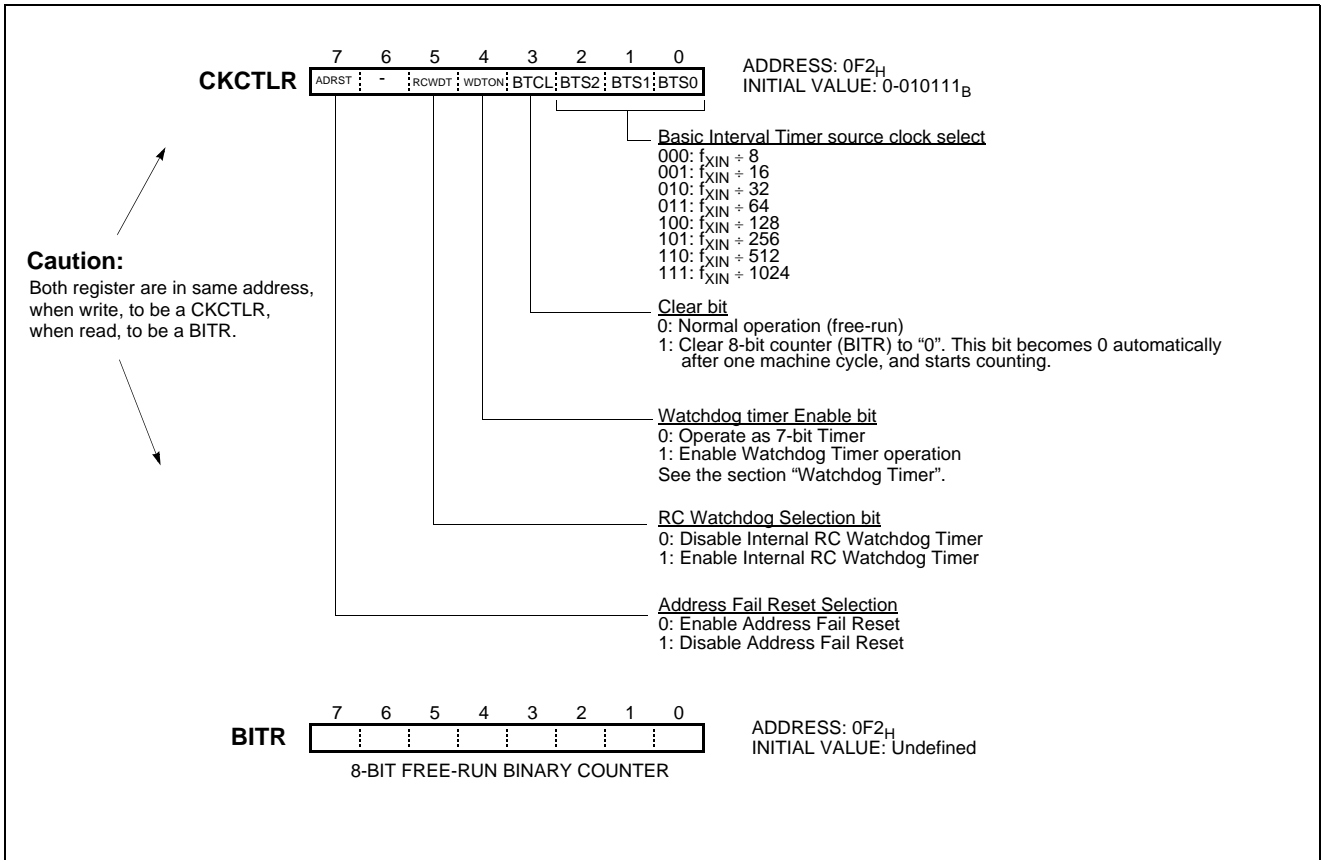 7 6 5 4 3 2 1 0
CKCTLR ADRST - RCWDT WDTON BTCL BTS2 BTS1 BTS0
ADDRESS: 0F2H
INITIAL VALUE: 0-010111B
Basic Interval Timer source clock select
000: fXIN ÷ 8
001: fXIN ÷ 16
010: fXIN ÷ 32
011: fXIN ÷ 64
100: fXIN ÷ 128
101: fXIN ÷ 256
110: fXIN ÷ 512
111: fXIN ÷ 1024
Caution:
Both register are in same address,
when write, to be a CKCTLR,
when read, to be a BITR.
Clear bit
0: Normal operation (free-run)
1: Clear 8-bit counter (BITR) to “0”. This bit becomes 0 automatically
after one machine cycle, and starts counting.
Watchdog timer Enable bit
0: Operate as 7-bit Timer
1: Enable Watchdog Timer operation
See the section “Watchdog Timer”.
RC Watchdog Selection bit
0: Disable Internal RC Watchdog Timer
1: Enable Internal RC Watchdog Timer
Address Fail Reset Selection
0: Enable Address Fail Reset
1: Disable Address Fail Reset
7 6 5 4 3 2 1 0
BITR
ADDRESS: 0F2H
INITIAL VALUE: Undefined
8-BIT FREE-RUN BINARY COUNTER